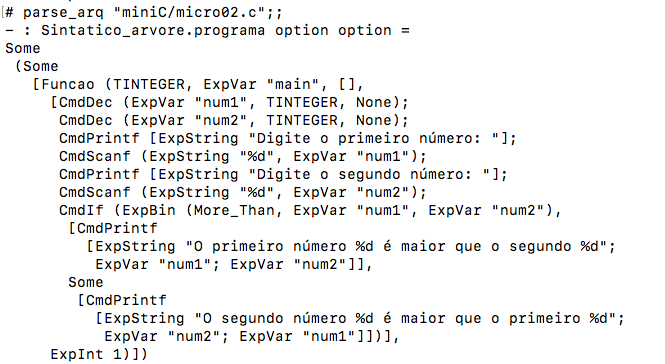 # parse_arq "miniC/micro02.c";;
- : Sintatico_arvore.programa option option =
Some
 (Some
   [Funcao (TINTEGER, ExpVar "main", [],
     [CmdDec (ExpVar "num1", TINTEGER, None);
      CmdDec (ExpVar "num2", TINTEGER, None);
      CmdPrintf [ExpString "Digite o primeiro número: "];
      CmdScanf (ExpString "%d", ExpVar "num1");
      CmdPrintf [ExpString "Digite o segundo número: "];
      CmdScanf (ExpString "%d", ExpVar "num2");
      CmdIf (ExpBin (More_Than, ExpVar "num1", ExpVar "num2"),
       [CmdPrintf
         [ExpString "O primeiro número %d é maior que o segundo %d";
          ExpVar "num1"; ExpVar "num2"]],
       Some
        [CmdPrintf
          [ExpString "O segundo número %d é maior que o primeiro %d";
           ExpVar "num2"; ExpVar "num1"]])],
     ExpInt 1)])